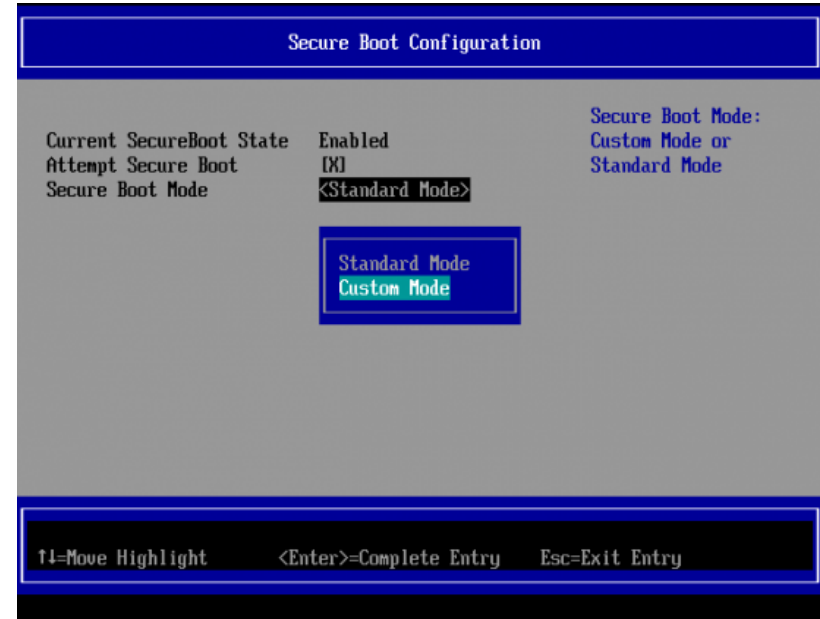 Secure Boot Configuration
Current SecureBoot State Enabled
Attempt Secure Boot [X]
Secure Boot Mode <Standard Mode>
Secure Boot Mode:
Custom Mode or
Standard Mode
Standard Mode
Custom Mode
↑↓=Move Highlight <Enter>=Complete Entry Esc=Exit Entry